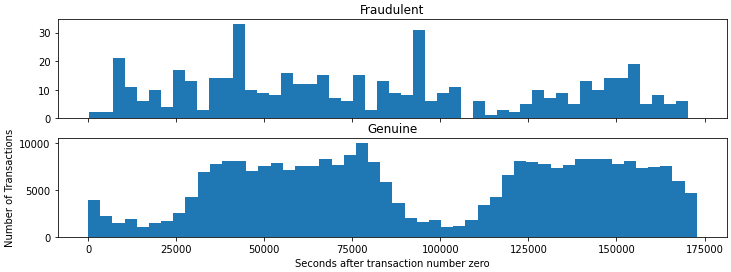 Fraudulent
30
20
10
0
Genuine
10000
5000
0
Number of Transactions
0 25000 50000 75000 100000 125000 150000 175000
Seconds after transaction number zero